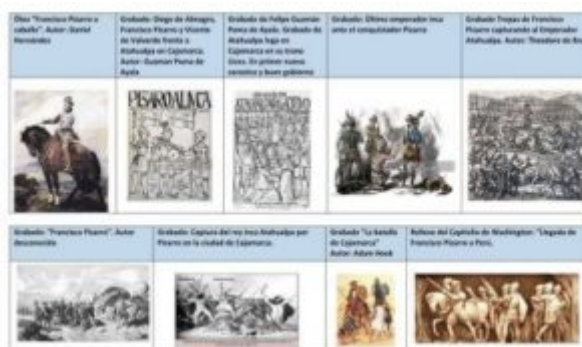 Óleo "Francisco Pizarro a
caballo". Autor: Daniel
Hernández
Grabado: Diego de Almagro,
Francisco Pizarro y Vicente
de Valverde frente a
Atahualpa en Cajamarca.
Autor: Guaman Poma de
Ayala
Grabado de Felipe Guamán
Poma de Ayala. Grabado de
Atahualpa Inga en
Cajamarca en su trono
Usno. En primer nueva
coronica y buen gobierno
Grabado: Último emperador inca
ante el conquistador Pizarro
Grabado Tropas de Francisco
Pizarro capturando al Emperador
Atahualpa. Autor: Theodore de Bry
Grabado: "Francisco Pizarro". Autor
desconocido
Grabado: Captura del rey inca Atahualpa por
Pizarro en la ciudad de Cajamarca.
Grabado "La batalla
de Cajamarca"
Autor: Adam Hook
Relieve del Capitolio de Washington: "Llegada de
Francisco Pizarro a Perú.